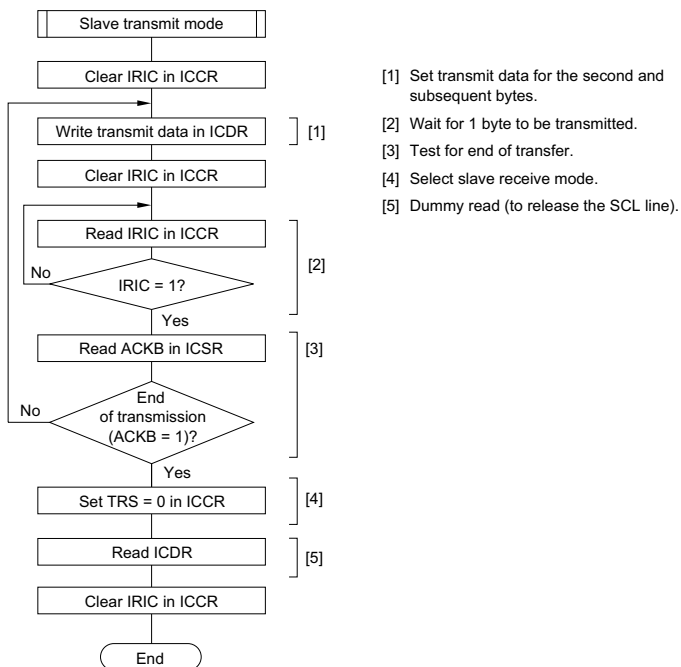 Slave transmit mode
Clear IRIC in ICCR
Write transmit data in ICDR
[1]
Clear IRIC in ICCR
Read IRIC in ICCR
[2]
No
IRIC = 1?
Yes
Read ACKB in ICSR
[3]
End
of transmission
(ACKB = 1)?
No
Yes
Set TRS = 0 in ICCR
[4]
Read ICDR
[5]
Clear IRIC in ICCR
End
[1] Set transmit data for the second and
subsequent bytes.
[2] Wait for 1 byte to be transmitted.
[3] Test for end of transfer.
[4] Select slave receive mode.
[5] Dummy read (to release the SCL line).